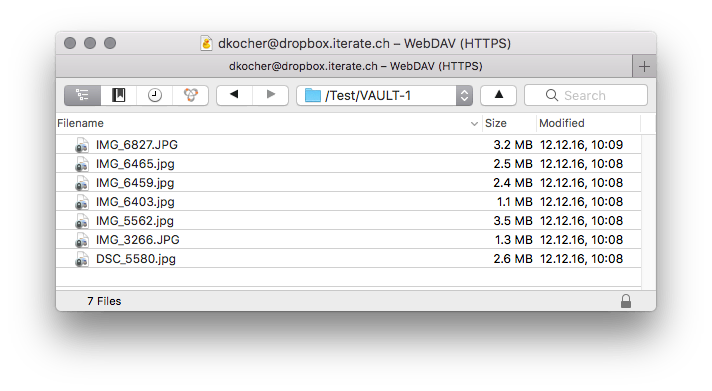 dkocher@dropbox.iterate.ch – WebDAV (HTTPS)
dkocher@dropbox.iterate.ch – WebDAV (HTTPS)
/Test/VAULT-1 Search
Filename Size Modified
IMG_6827.JPG 3.2 MB 12.12.16, 10:09
IMG_6465.jpg 2.5 MB 12.12.16, 10:08
IMG_6459.jpg 2.4 MB 12.12.16, 10:08
IMG_6403.jpg 1.1 MB 12.12.16, 10:08
IMG_5562.jpg 3.5 MB 12.12.16, 10:08
IMG_3266.JPG 1.3 MB 12.12.16, 10:08
DSC_5580.jpg 2.6 MB 12.12.16, 10:08
7 Files